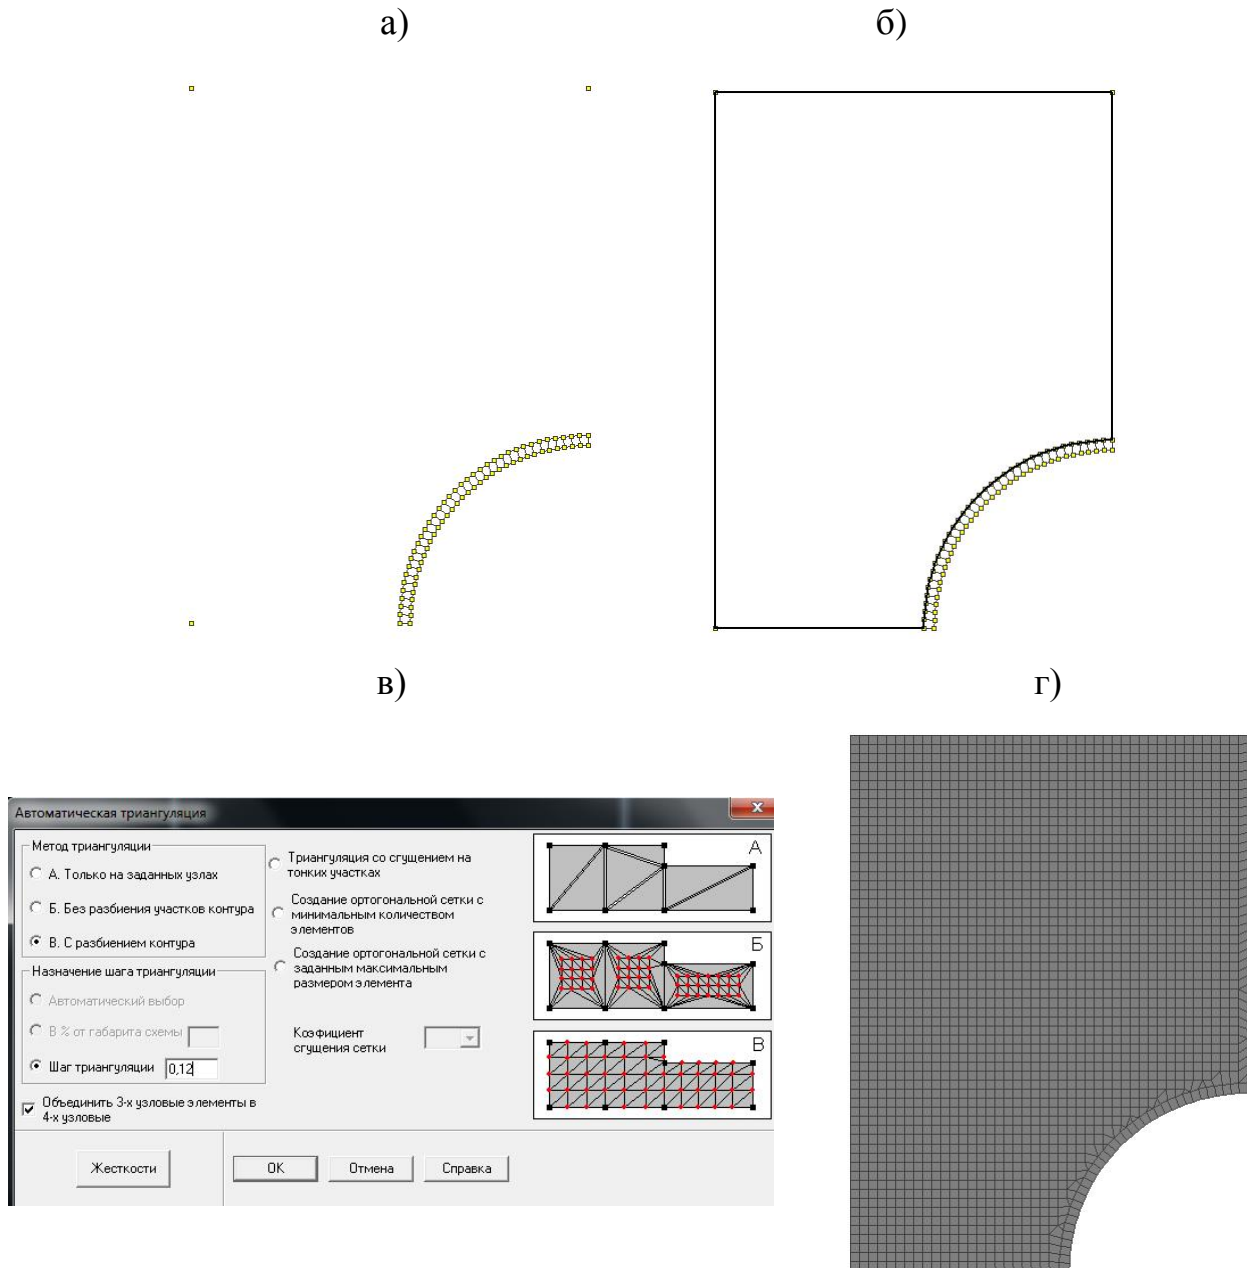 а)
б)
в)
г)
Автоматическая триангуляция
x
Метод триангуляции
А. Только на заданных узлах
Б. Без разбиения участков контура
В. С разбиением контура
Назначение шага триангуляции
Автоматический выбор
В % от габарита схемы
Шаг триангуляции 0,12
Объединить 3-х узловые элементы в
4-х узловые
Триангуляция со сгущением на
тонких участках
Создание ортогональной сетки с
минимальным количеством
элементов
Создание ортогональной сетки с
заданным максимальным
размером элемента
Коэфициент
сгушения сетки
А
Б
В
Жесткости
OK
Отмена
Справка